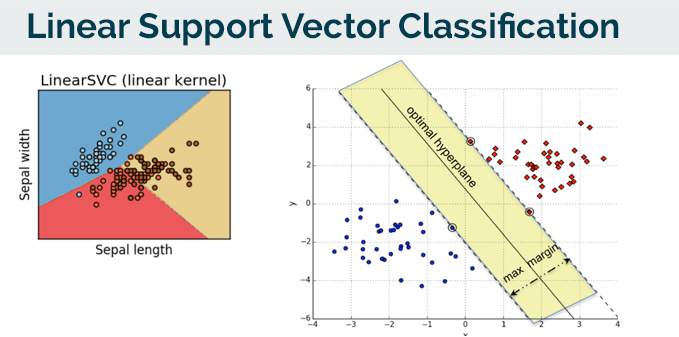 Linear Support Vector Classification
LinearSVC (linear kernel)
Sepal width
Sepal length
y
6
4
2
0
−2
−4
−6
optimal hyperplane
max margin
−4 −3 −2 −1 0 1 2 3 4